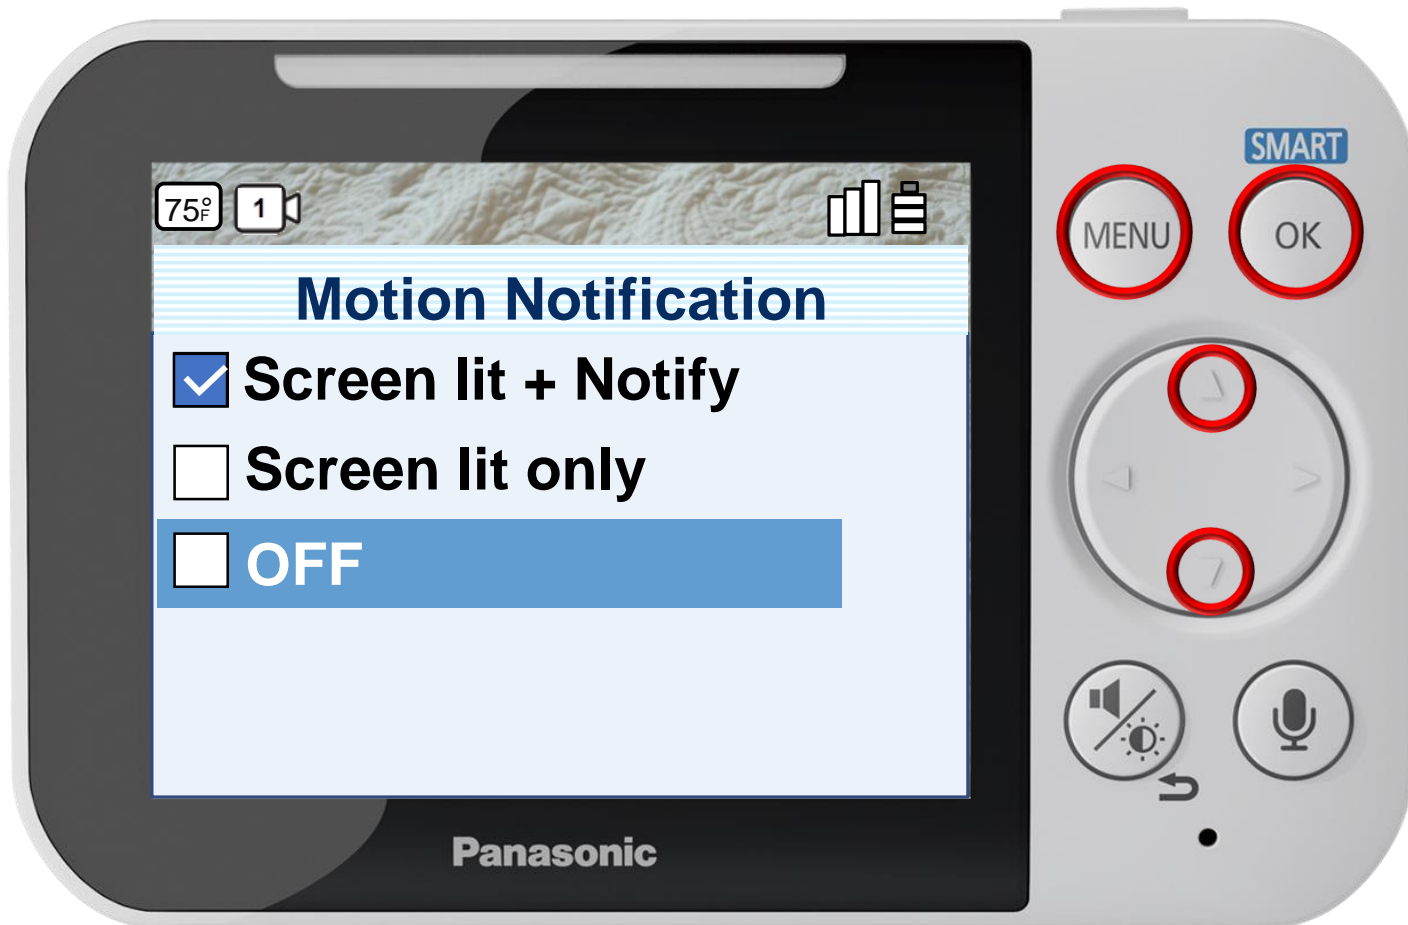 SMART
75°F 1
MENU OK
Motion Notification
Screen lit + Notify
Screen lit only
OFF
Panasonic